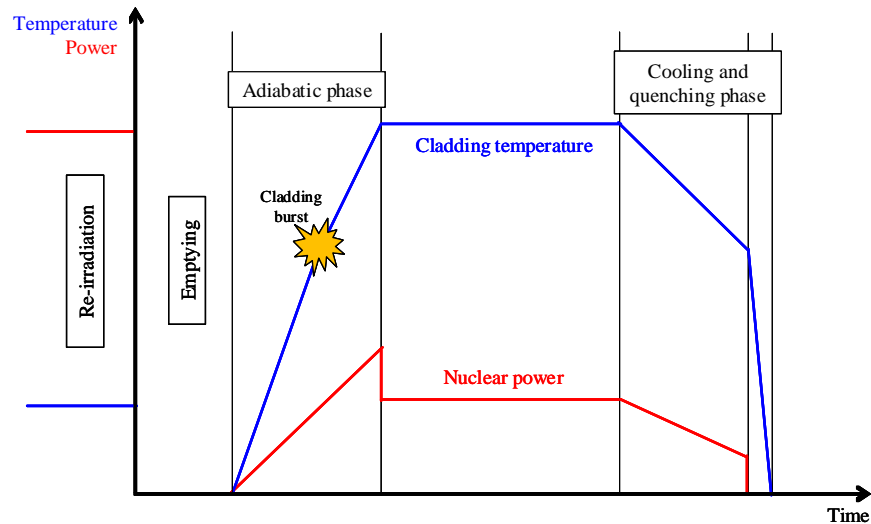 Temperature
Power
Adiabatic phase
Cooling and
quenching phase
Cladding temperature
Cladding
burst
Re-irradiation
Emptying
Nuclear power
Time